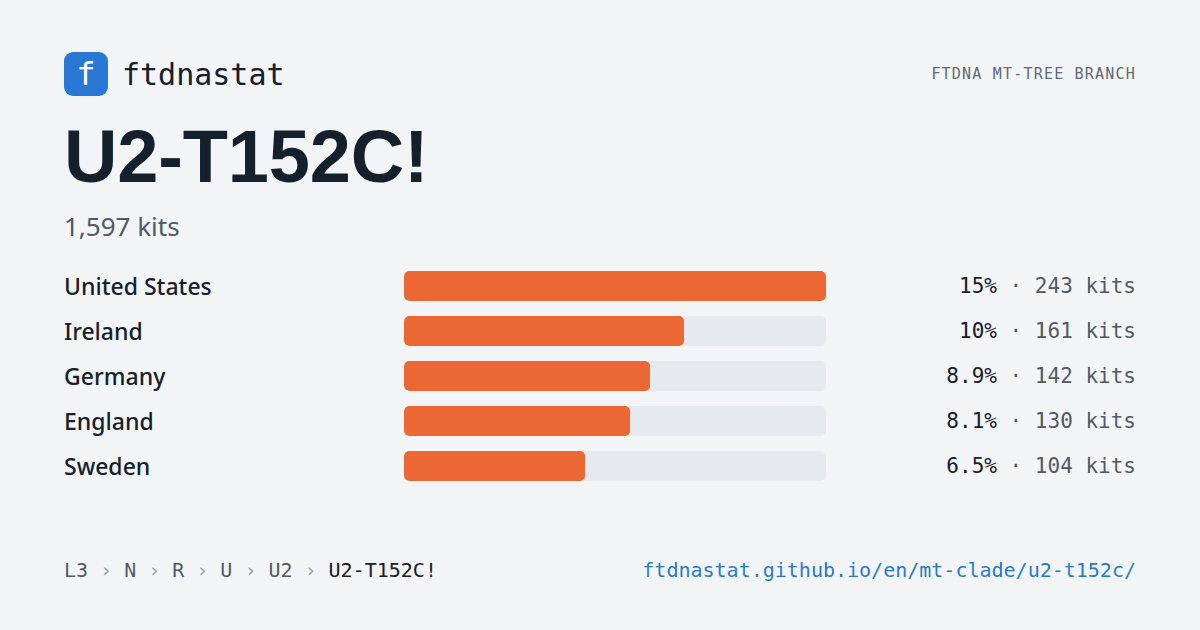 f ftdnastat
FTDNA MT-TREE BRANCH
U2-T152C!
1,597 kits
United States 15% · 243 kits
Ireland 10% · 161 kits
Germany 8.9% · 142 kits
England 8.1% · 130 kits
Sweden 6.5% · 104 kits
L3 › N › R › U › U2 › U2-T152C!
ftdnastat.github.io/en/mt-clade/u2-t152c/